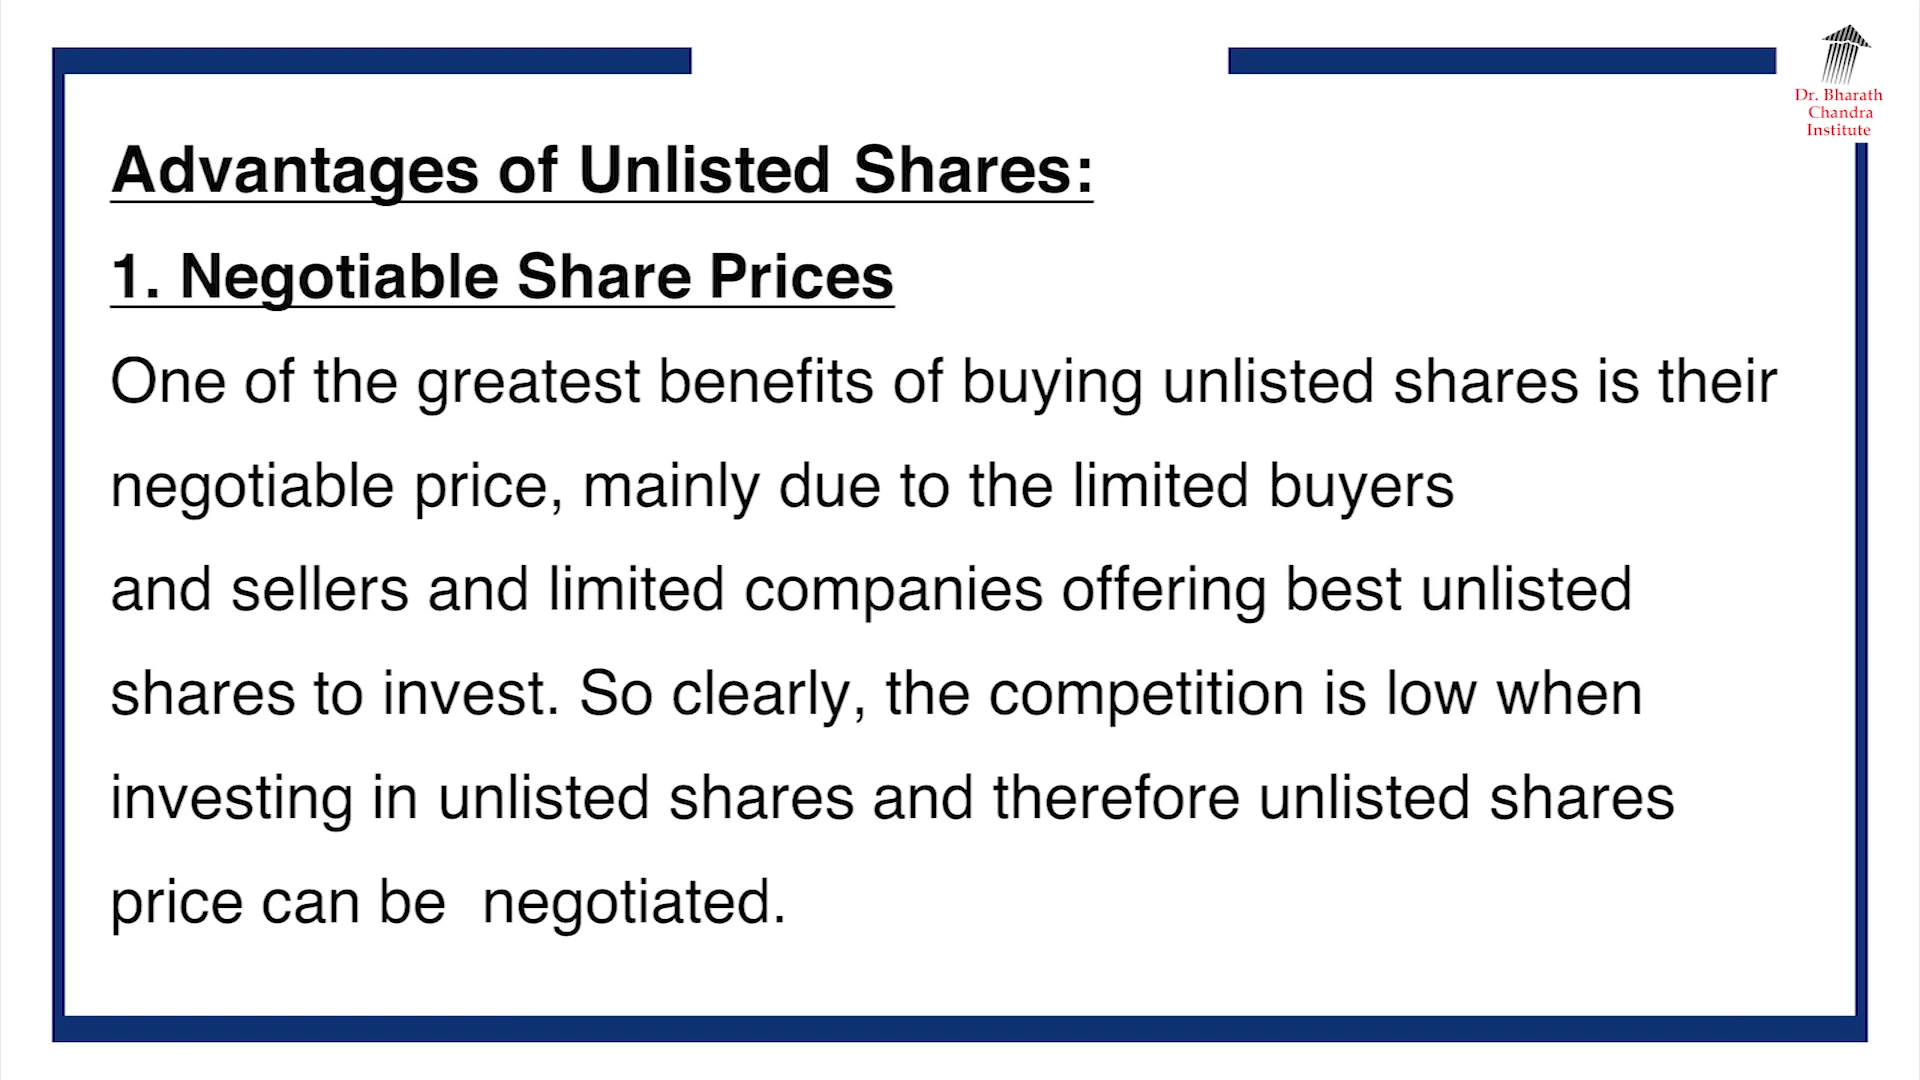 Dr. Bharath
Chandra
Institute
Advantages of Unlisted Shares:
1. Negotiable Share Prices
One of the greatest benefits of buying unlisted shares is their
negotiable price, mainly due to the limited buyers
and sellers and limited companies offering best unlisted
shares to invest. So clearly, the competition is low when
investing in unlisted shares and therefore unlisted shares
price can be  negotiated.